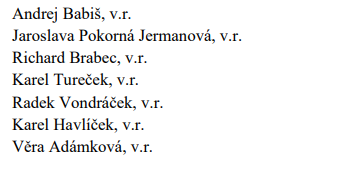 Andrej Babiš, v.r.
Jaroslava Pokorná Jermanová, v.r.
Richard Brabec, v.r.
Karel Tureček, v.r.
Radek Vondráček, v.r.
Karel Havlíček, v.r.
Věra Adámková, v.r.